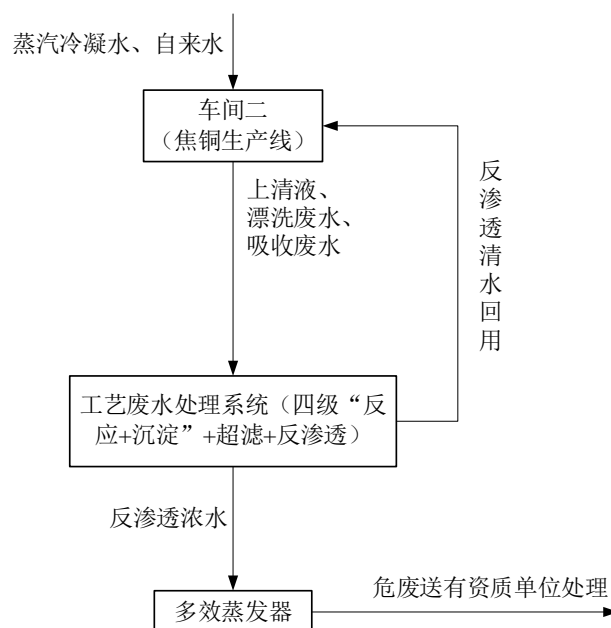 蒸汽冷凝水、自来水
车间二
（焦铜生产线）
上清液、
漂洗废水、
吸收废水
反渗透清水回用
工艺废水处理系统（四级“反
应+沉淀”+超滤+反渗透）
反渗透浓水
多效蒸发器
危废送有资质单位处理